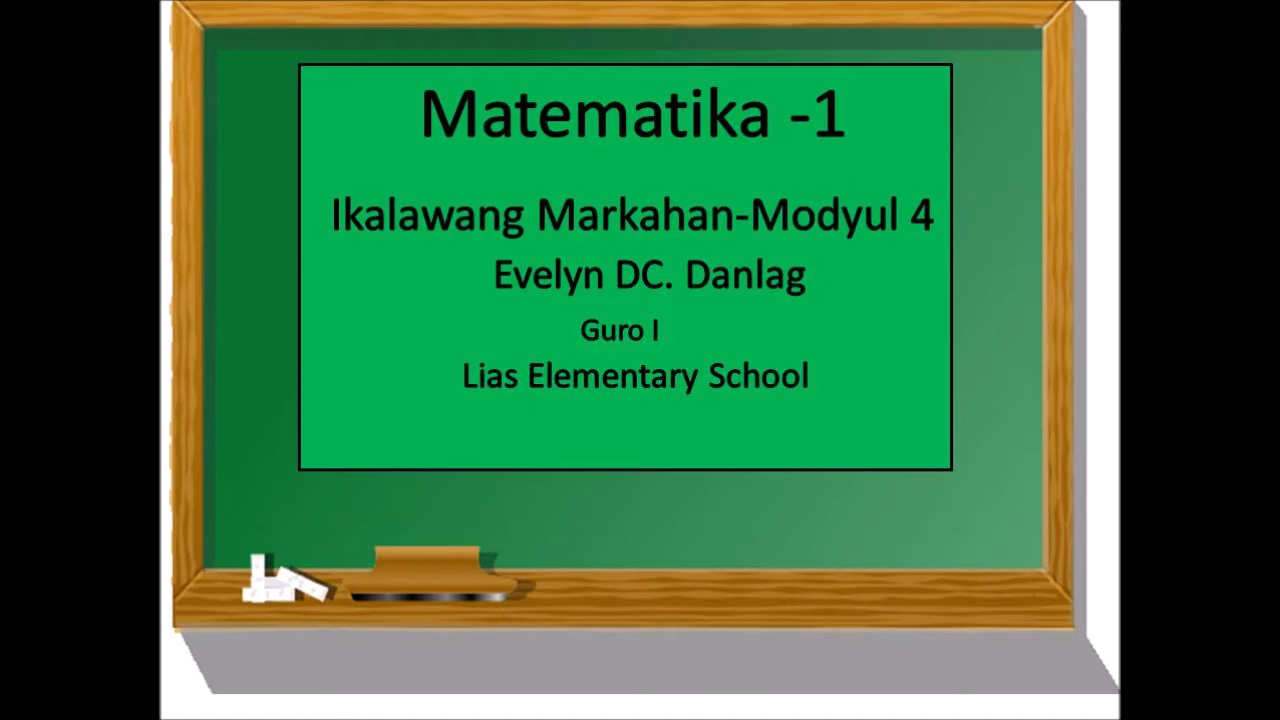 Matematika -1
Ikalawang Markahan-Modyul 4
Evelyn DC. Danlag
Guro I
Lias Elementary School